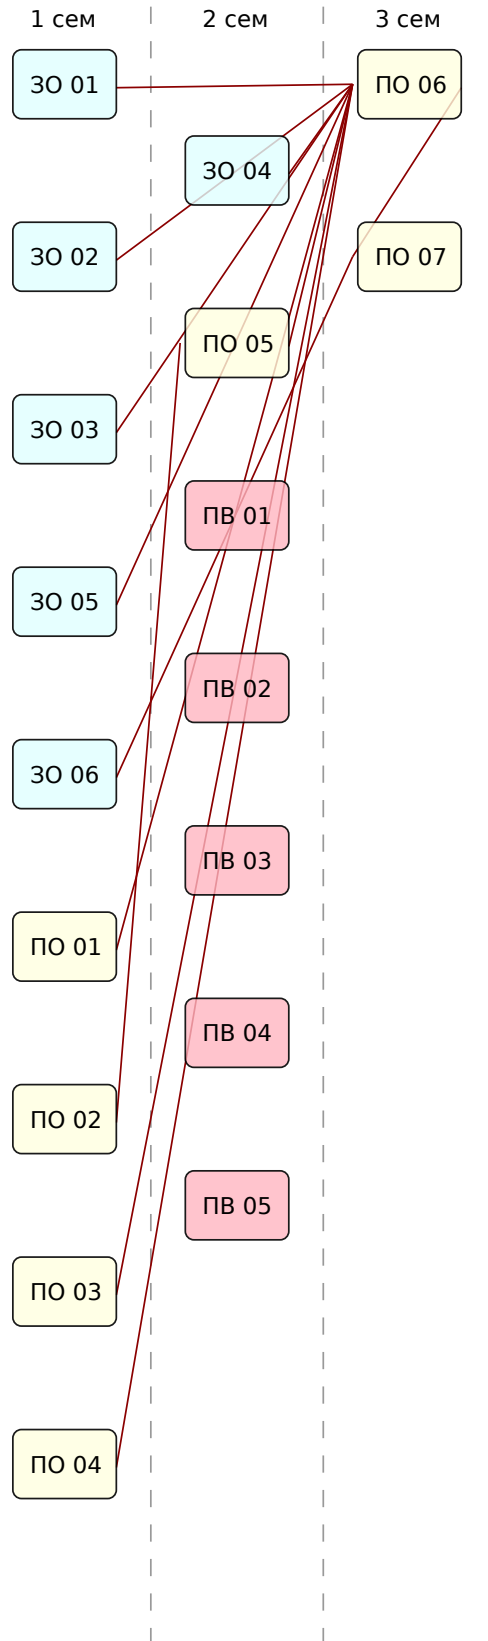 1 сем
2 сем
3 сем
ЗО 01
ПО 06
ЗО 04
ЗО 02
ПО 07
ПО 05
ЗО 03
ПВ 01
ЗО 05
ПВ 02
ЗО 06
ПВ 03
ПО 01
ПВ 04
ПО 02
ПВ 05
ПО 03
ПО 04